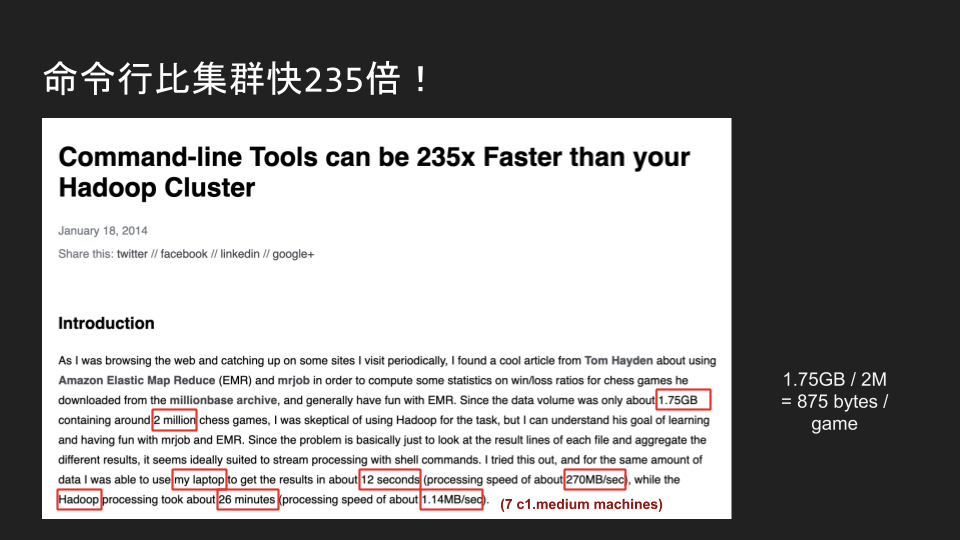 命令行比集群快235倍！
Command-line Tools can be 235x Faster than your
Hadoop Cluster
January 18, 2014
Share this: twitter // facebook // linkedin // google+
Introduction
As I was browsing the web and catching up on some sites I visit periodically, I found a cool article from Tom Hayden about using
Amazon Elastic Map Reduce (EMR) and mrjob in order to compute some statistics on win/loss ratios for chess games he
downloaded from the millionbase archive, and generally have fun with EMR. Since the data volume was only about 1.75GB
containing around 2 million chess games, I was skeptical of using Hadoop for the task, but I can understand his goal of learning
and having fun with mrjob and EMR. Since the problem is basically just to look at the result lines of each file and aggregate the
different results, it seems ideally suited to stream processing with shell commands. I tried this out, and for the same amount of
data I was able to use my laptop to get the results in about 12 seconds (processing speed of about 270MB/sec), while the
Hadoop processing took about 26 minutes (processing speed of about 1.14MB/sec).
(7 c1.medium machines)
1.75GB / 2M
= 875 bytes /
game